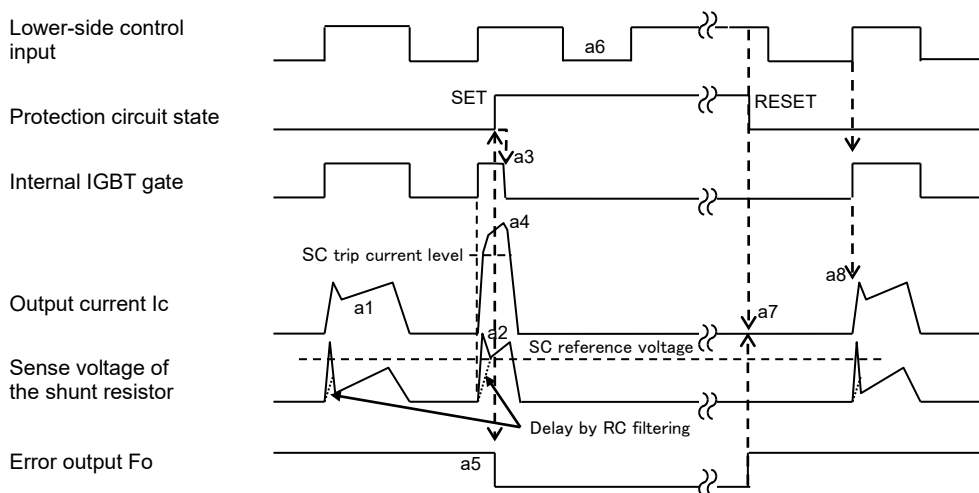 Lower-side control
input
a6
SET
RESET
Protection circuit state
a3
Internal IGBT gate
a4
SC trip current level
a8
Output current Ic
a1
a7
a2
SC reference voltage
Sense voltage of
the shunt resistor
Delay by RC filtering
Error output Fo
a5